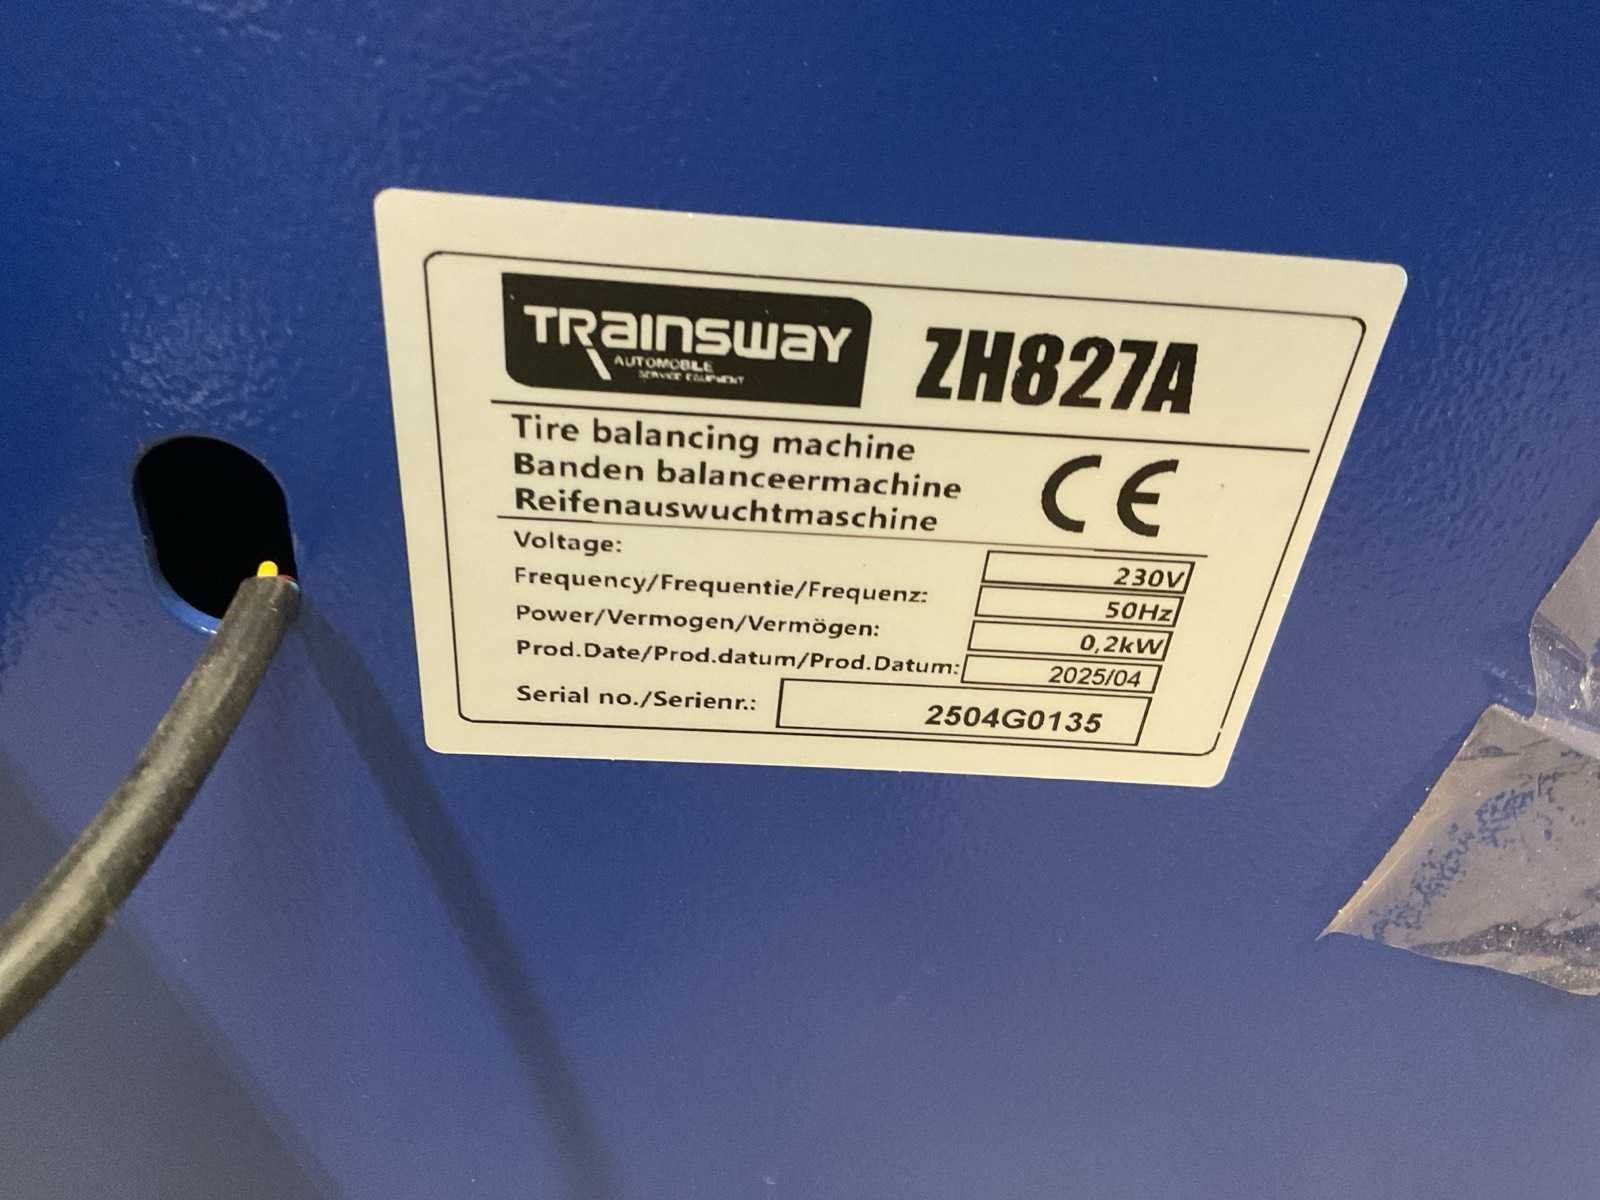 TRAINSWAY
AUTOMOBILE
SERVICE EQUIPMENT
ZH827A
Tire balancing machine
Banden balanceermachine
Reifenauswuchtmaschine
CE
Voltage: 230V
Frequency/Frequentie/Frequenz: 50Hz
Power/Vermogen/Vermögen: 0,2kW
Prod.Date/Prod.datum/Prod.Datum: 2025/04
Serial no./Serienr.: 2504G0135